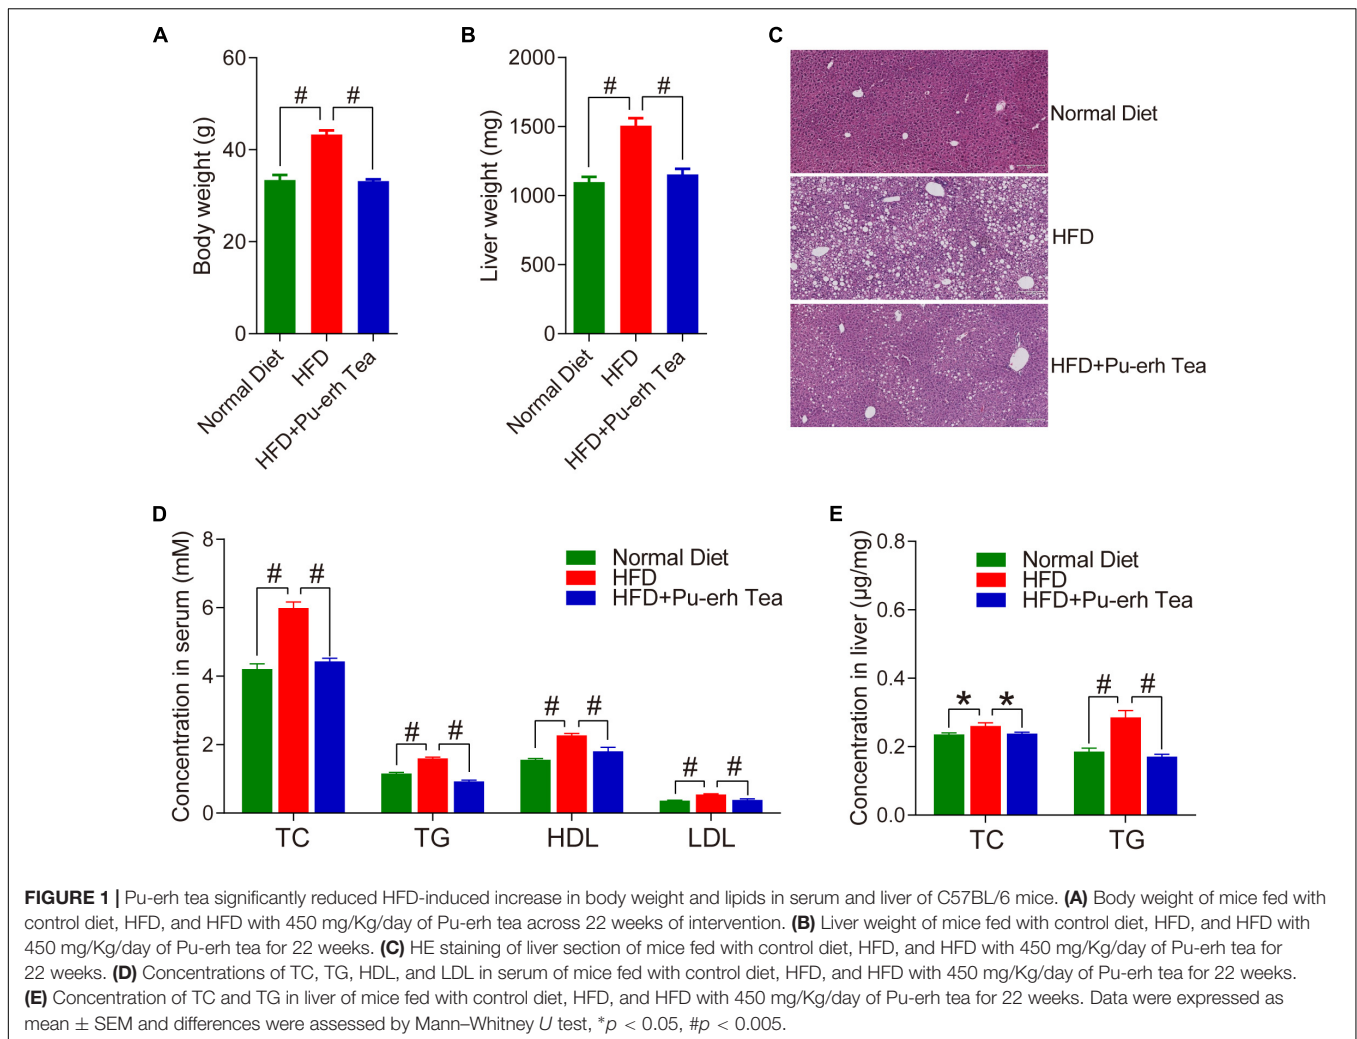 A
Body weight (g)
60
40
20
0
# #
Normal Diet
HFD
HFD+Pu-erh Tea
B
Liver weight (mg)
2000
1500
1000
500
0
# #
Normal Diet
HFD
HFD+Pu-erh Tea
C
Normal Diet
HFD
HFD+Pu-erh Tea
D
Concentration in serum (mM)
8
6
4
2
0
Normal Diet
HFD
HFD+Pu-erh Tea
# #
# #
# #
# #
TC TG HDL LDL
E
Concentration in liver (µg/mg)
0.8
0.6
0.4
0.2
0.0
Normal Diet
HFD
HFD+Pu-erh Tea
* *
# #
TC TG
FIGURE 1 | Pu-erh tea significantly reduced HFD-induced increase in body weight and lipids in serum and liver of C57BL/6 mice. (A) Body weight of mice fed with
control diet, HFD, and HFD with 450 mg/Kg/day of Pu-erh tea across 22 weeks of intervention. (B) Liver weight of mice fed with control diet, HFD, and HFD with
450 mg/Kg/day of Pu-erh tea for 22 weeks. (C) HE staining of liver section of mice fed with control diet, HFD, and HFD with 450 mg/Kg/day of Pu-erh tea for
22 weeks. (D) Concentrations of TC, TG, HDL, and LDL in serum of mice fed with control diet, HFD, and HFD with 450 mg/Kg/day of Pu-erh tea for 22 weeks.
(E) Concentration of TC and TG in liver of mice fed with control diet, HFD, and HFD with 450 mg/Kg/day of Pu-erh tea for 22 weeks. Data were expressed as
mean ± SEM and differences were assessed by Mann–Whitney U test, *p < 0.05, #p < 0.005.